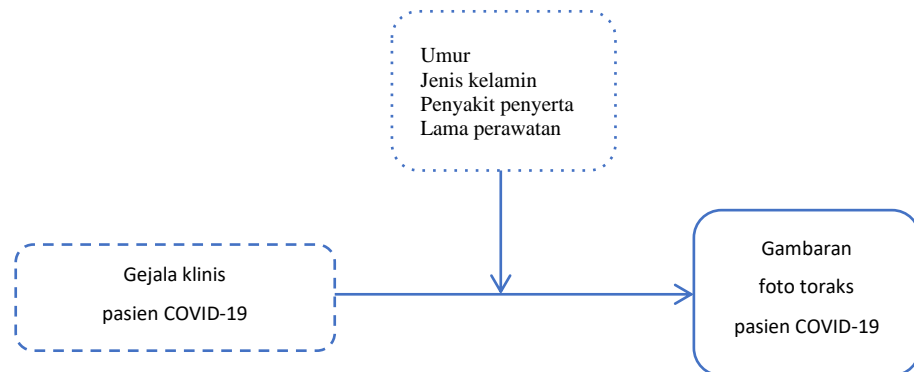 Umur
Jenis kelamin
Penyakit penyerta
Lama perawatan
Gejala klinis
pasien COVID-19
Gambaran
foto toraks
pasien COVID-19